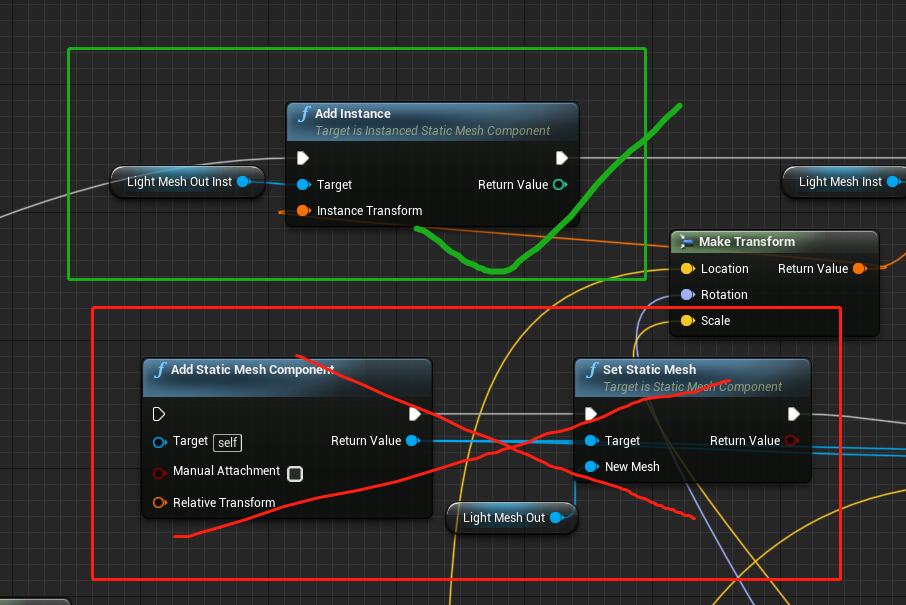 Add Instance
Target is Instanced Static Mesh Component
Light Mesh Out Inst
Target
Return Value
Instance Transform
Light Mesh Inst
Make Transform
Location
Return Value
Rotation
Scale
Add Static Mesh Component
Target self
Return Value
Manual Attachment
Relative Transform
Set Static Mesh
Target is Static Mesh Component
Target
Return Value
New Mesh
Light Mesh Out